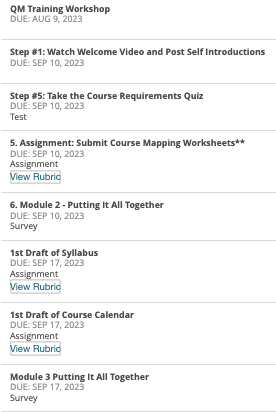 QM Training Workshop
DUE: AUG 9, 2023
Step #1: Watch Welcome Video and Post Self Introductions
DUE: SEP 10, 2023
Step #5: Take the Course Requirements Quiz
DUE: SEP 10, 2023
Test
5. Assignment: Submit Course Mapping Worksheets**
DUE: SEP 10, 2023
Assignment
View Rubric
6. Module 2 - Putting It All Together
DUE: SEP 10, 2023
Survey
1st Draft of Syllabus
DUE: SEP 17, 2023
Assignment
View Rubric
1st Draft of Course Calendar
DUE: SEP 17, 2023
Assignment
View Rubric
Module 3 Putting It All Together
DUE: SEP 17, 2023
Survey